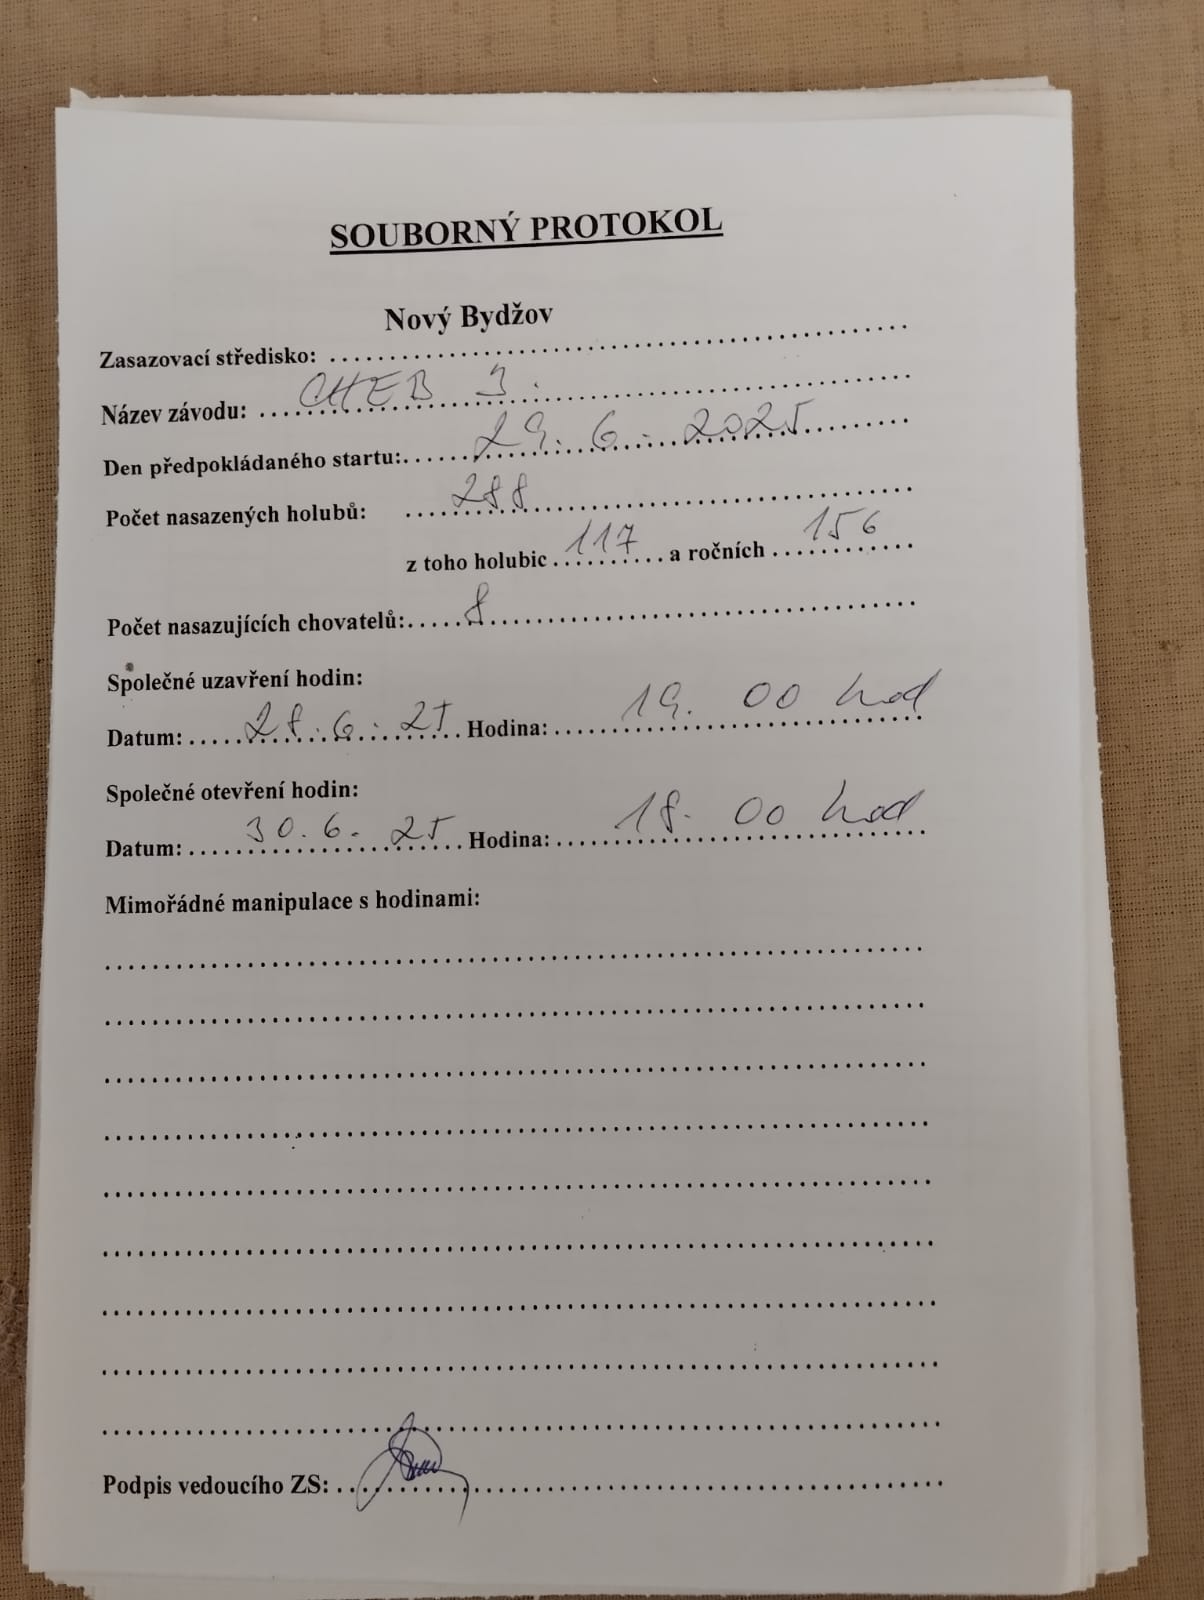 SOUBORNÝ PROTOKOL
Nový Bydžov
Zasazovací středisko:
Název závodu: CHEB 3.
Den předpokládaného startu: 29. 6. 2025
Počet nasazených holubů: 288
z toho holubic 117 a ročních 156
Počet nasazujících chovatelů: 8
Společné uzavření hodin:
Datum: 28. 6. 25 Hodina: 19. 00 hod
Společné otevření hodin:
Datum: 30. 6. 25 Hodina: 18. 00 hod
Mimořádné manipulace s hodinami:
Podpis vedoucího ZS: